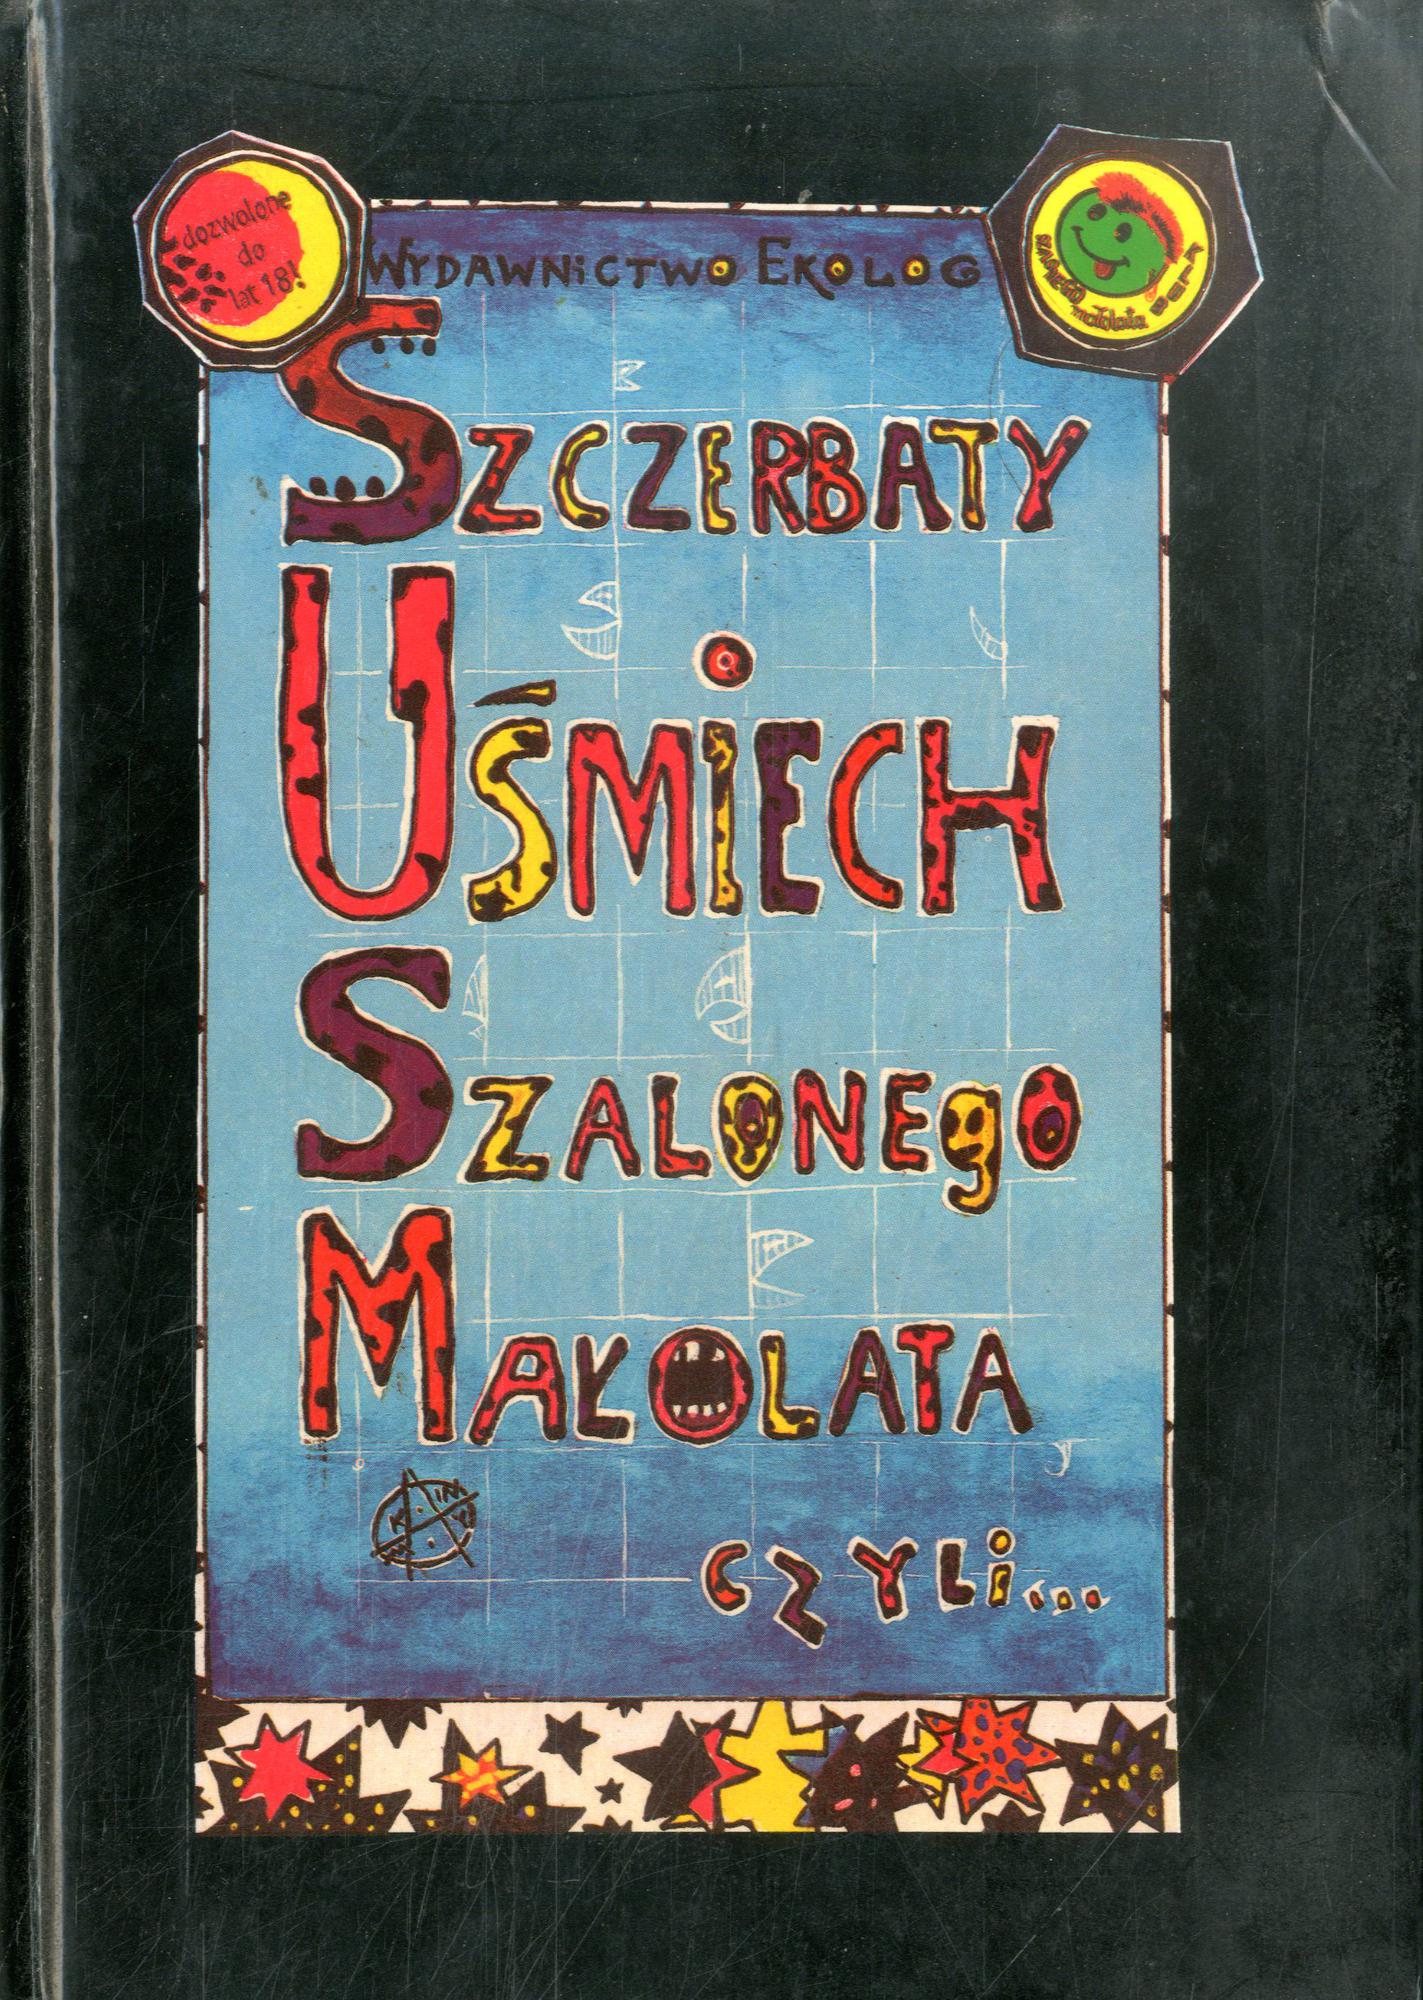 dozwolone
do
lat 18!
WYDAWNiCTWO EKOLOG
SZCZERBATY
UŚMiECH
SZALONEgO
MAŁOLATA
CZYLi...